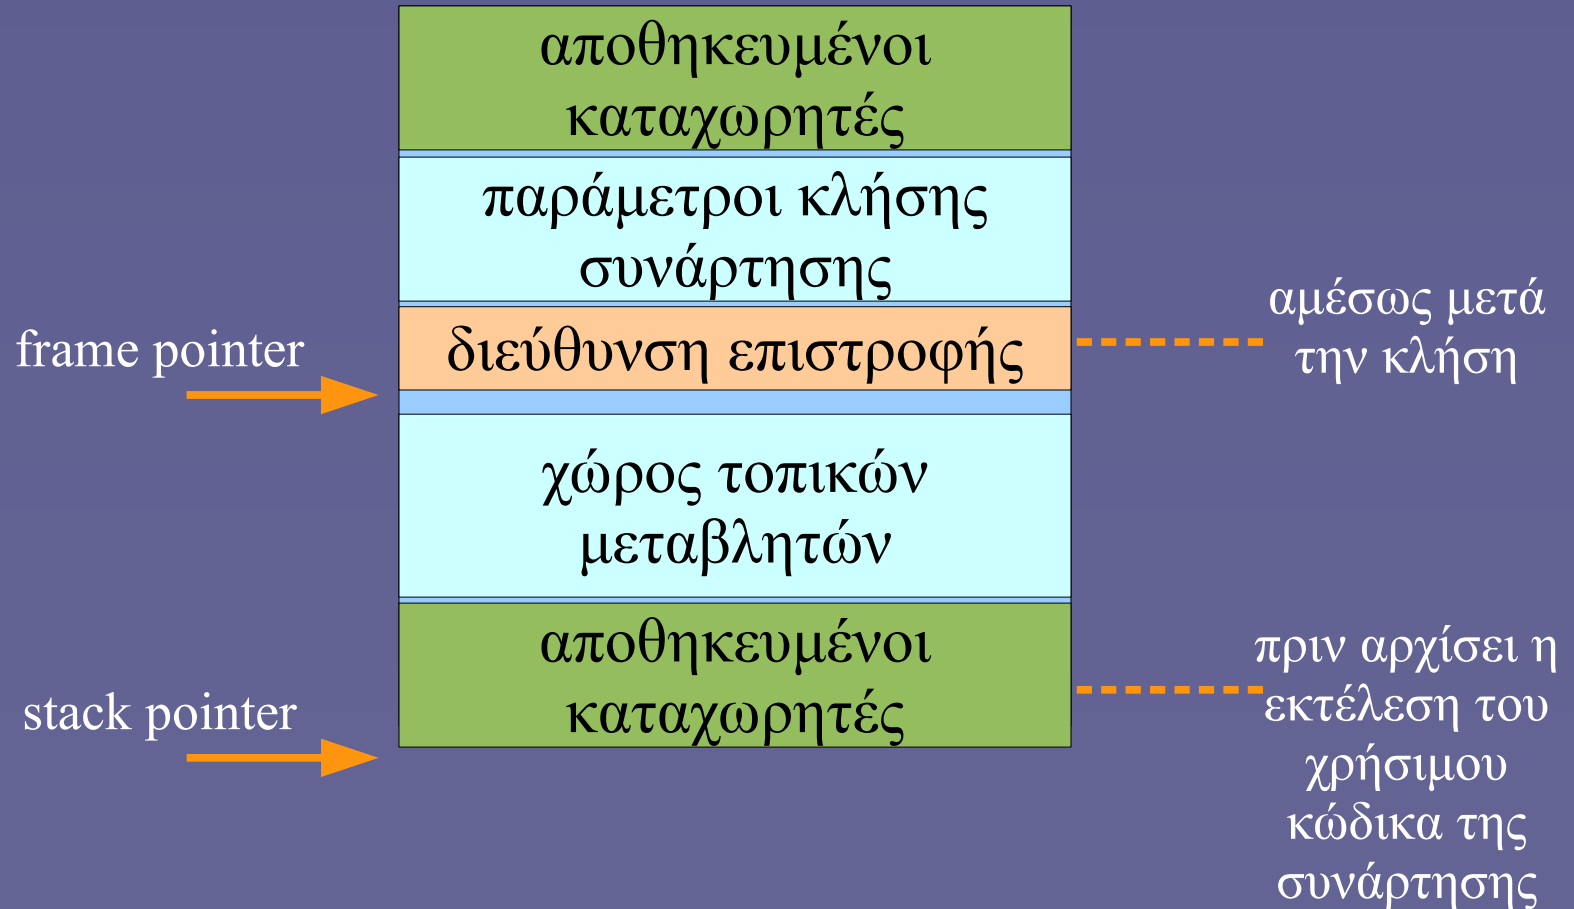 αποθηκευμένοι
καταχωρητές
παράμετροι κλήσης
συνάρτησης
frame pointer
διεύθυνση επιστροφής
αμέσως μετά
την κλήση
χώρος τοπικών
μεταβλητών
αποθηκευμένοι
καταχωρητές
stack pointer
πριν αρχίσει η
εκτέλεση του
χρήσιμου
κώδικα της
συνάρτησης